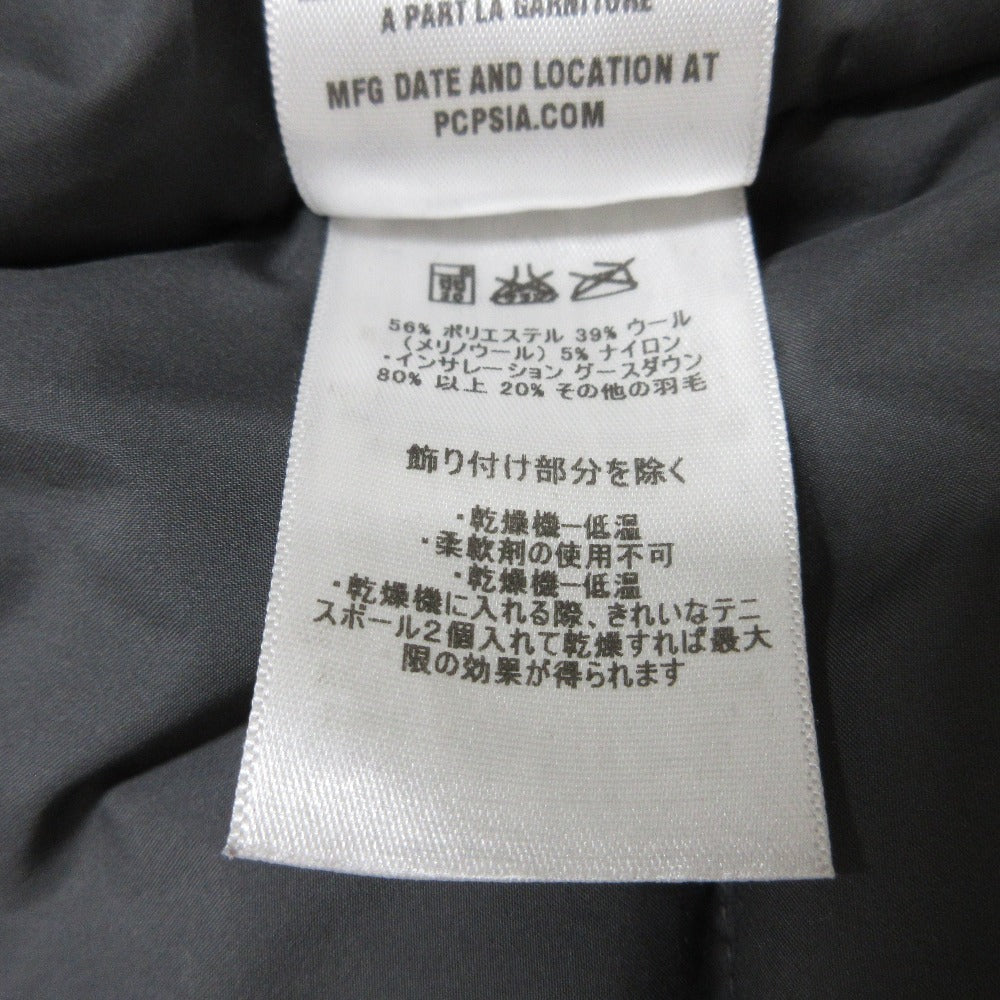 A PART LA GARNITURE
MFG DATE AND LOCATION AT
PCPSIA.COM
56% ポリエステル 39% ウール
（メリノウール）5% ナイロン
・インサレーション グースダウン
80% 以上 20% その他の羽毛
飾り付け部分を除く
・乾燥機ー低温
・柔軟剤の使用不可
・乾燥機ー低温
・乾燥機に入れる際、きれいなテニ
スボール2個入れて乾燥すれば最大
限の効果が得られます